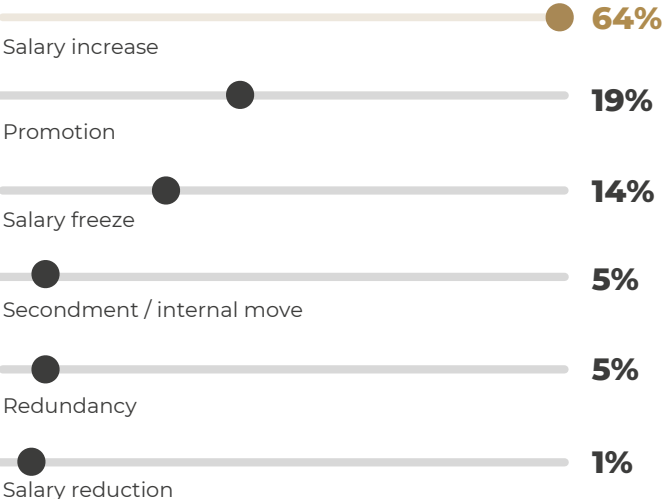 64%
Salary increase
19%
Promotion
14%
Salary freeze
5%
Secondment / internal move
5%
Redundancy
1%
Salary reduction